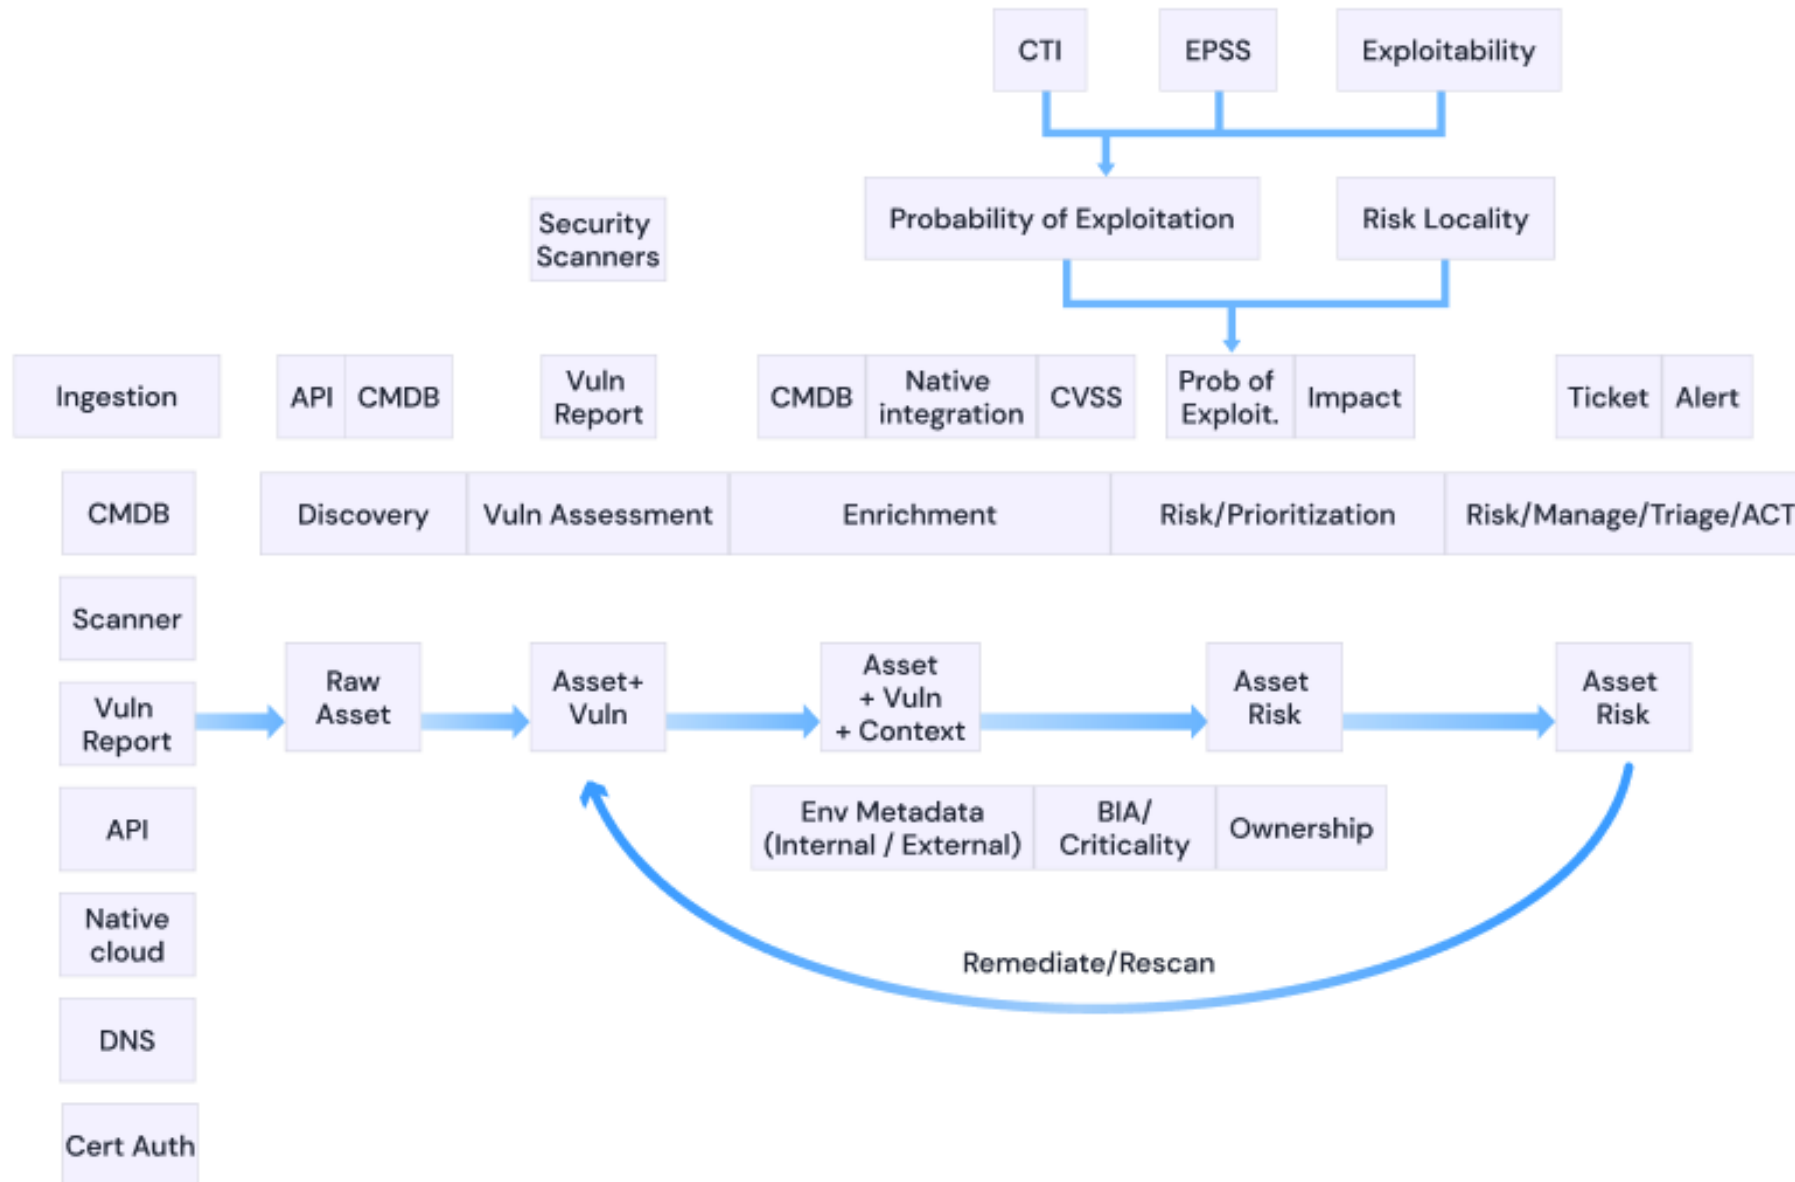 CTI
EPSS
Exploitability
Probability of Exploitation
Risk Locality
Security
Scanners
Ingestion
API
CMDB
Vuln
Report
CMDB
Native
integration
CVSS
Prob of
Exploit.
Impact
Ticket
Alert
CMDB
Discovery
Vuln Assessment
Enrichment
Risk/Prioritization
Risk/Manage/Triage/ACT
Scanner
Vuln
Report
Raw
Asset
Asset+
Vuln
Asset
+ Vuln
+ Context
Asset
Risk
Asset
Risk
API
Env Metadata
(Internal / External)
BIA/
Criticality
Ownership
Native
cloud
Remediate/Rescan
DNS
Cert Auth